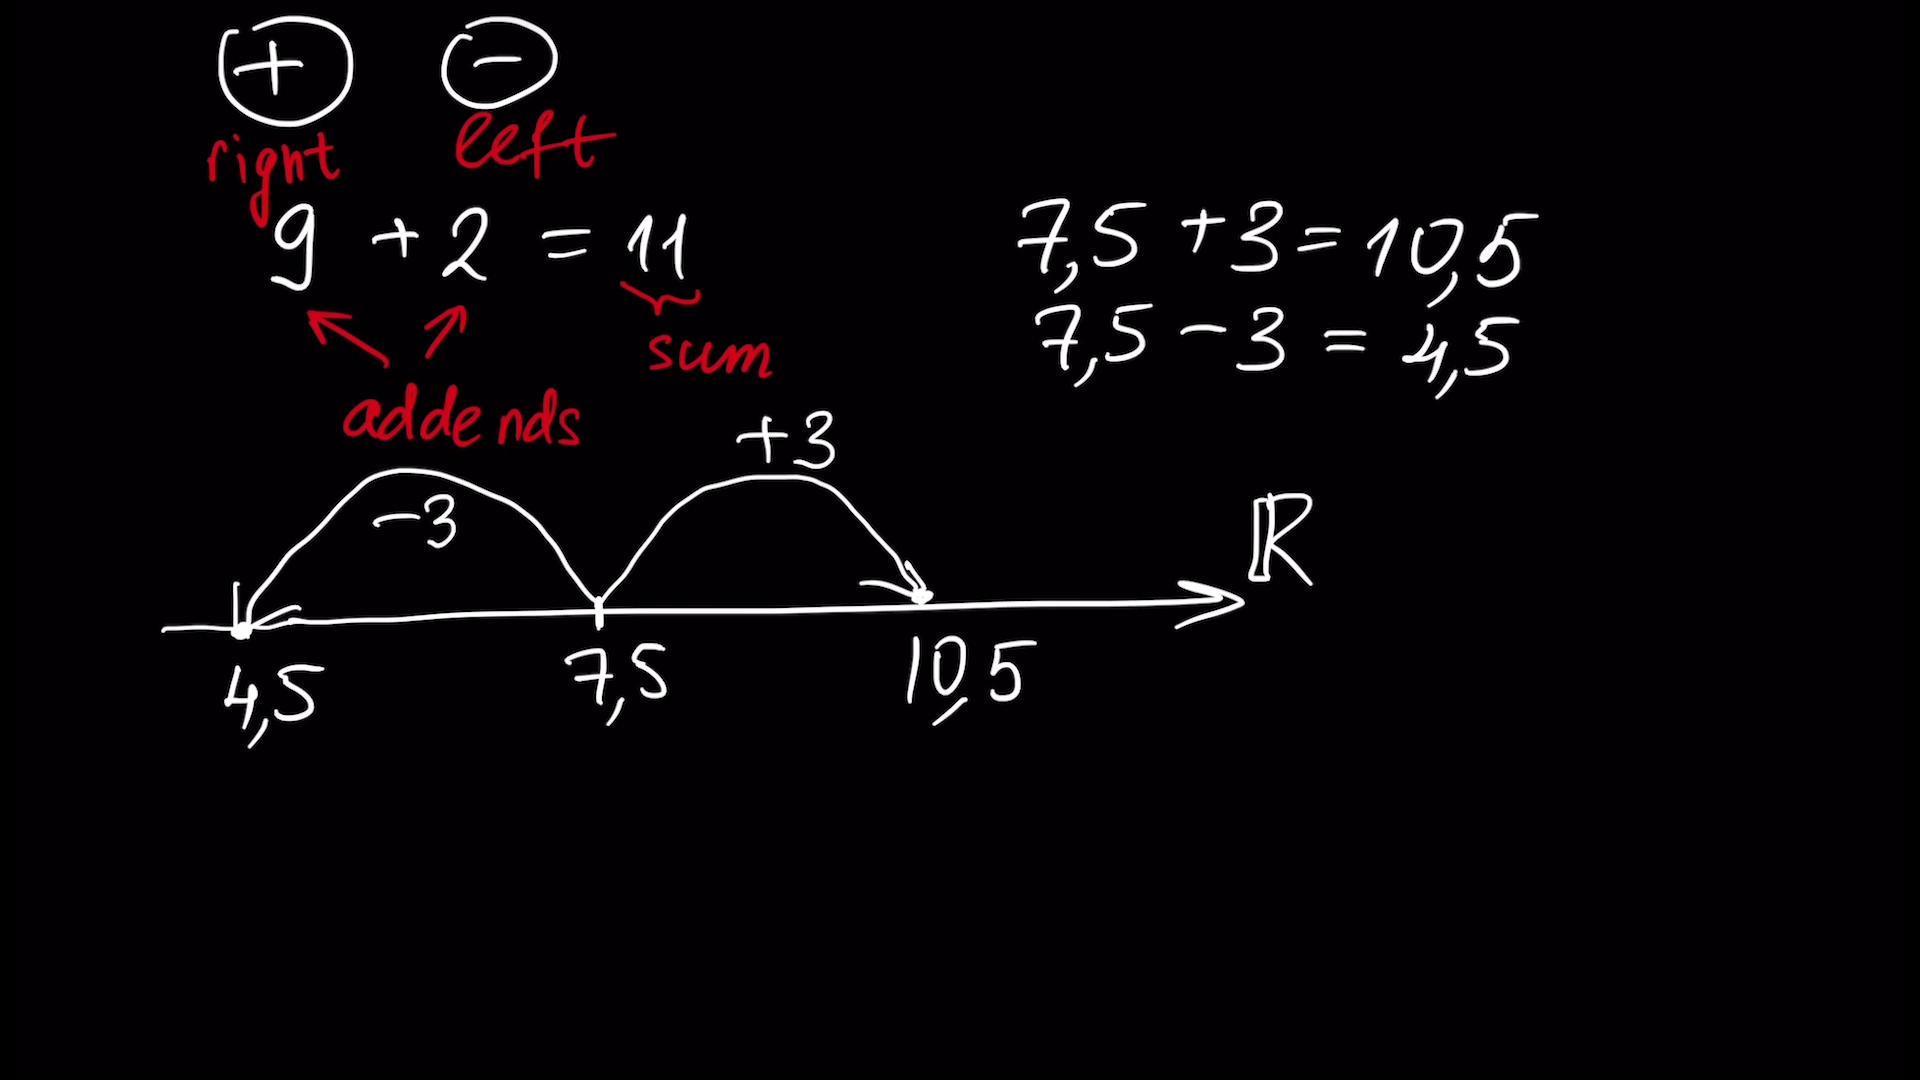 + −
right left
9 + 2 = 11
sum
addends
7,5 + 3 = 10,5
7,5 − 3 = 4,5
+3
−3
ℝ
4,5 7,5 10,5